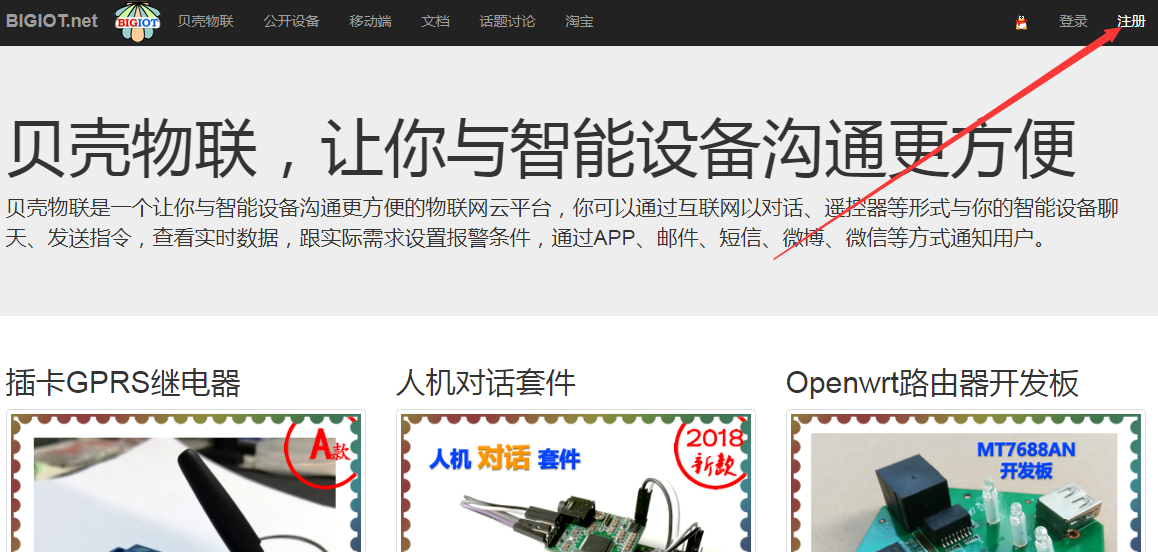 BIGIOT.net BIGIOT 贝壳物联 公开设备 移动端 文档 话题讨论 淘宝 登录 注册
贝壳物联，让你与智能设备沟通更方便
贝壳物联是一个让你与智能设备沟通更方便的物联网云平台，你可以通过互联网以对话、遥控器等形式与你的智能设备聊
天、发送指令，查看实时数据，跟实际需求设置报警条件，通过APP、邮件、短信、微博、微信等方式通知用户。
插卡GPRS继电器 人机对话套件 Openwrt路由器开发板
A款
人机 对话 套件
2018
新款
MT7688AN
开发板